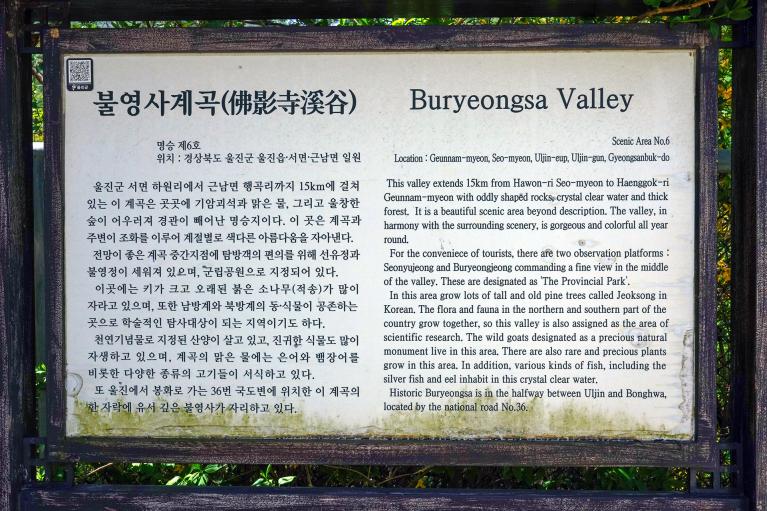 불영사계곡(佛影寺溪谷)
명승 제6호
위치 : 경상북도 울진군 울진읍·서면·근남면 일원
울진군 서면 하원리에서 근남면 행곡리까지 15km에 걸쳐
있는 이 계곡은 곳곳에 기암괴석과 맑은 물, 그리고 울창한
숲이 어우러져 경관이 빼어난 명승지이다. 이 곳은 계곡과
주변이 조화를 이루어 계절별로 색다른 아름다움을 자아낸다.
전망이 좋은 계곡 중간지점에 탐방객의 편의를 위해 선유정과
불영정이 세워져 있으며, 군립공원으로 지정되어 있다.
이곳에는 키가 크고 오래된 붉은 소나무(적송)가 많이
자라고 있으며, 또한 남방계와 북방계의 동·식물이 공존하는
곳으로 학술적인 탐사대상이 되는 지역이기도 하다.
천연기념물로 지정된 산양이 살고 있고, 진귀한 식물도 많이
자생하고 있으며, 계곡의 맑은 물에는 은어와 뱀장어를
비롯한 다양한 종류의 고기들이 서식하고 있다.
또 울진에서 봉화로 가는 36번 국도변에 위치한 이 계곡의
한 자락에 유서 깊은 불영사가 자리하고 있다.
Buryeongsa Valley
Scenic Area No.6
Location : Geunnam-myeon, Seo-myeon, Uljin-eup, Uljin-gun, Gyeongsanbuk-do
This valley extends 15km from Hawon-ri Seo-myeon to Haenggok-ri
Geunnam-myeon with oddly shaped rocks, crystal clear water and thick
forest. It is a beautiful scenic area beyond description. The valley, in
harmony with the surrounding scenery, is gorgeous and colorful all year
round.
For the conveniece of tourists, there are two observation platforms :
Seonyujeong and Buryeongjeong commanding a fine view in the middle
of the valley. These are designated as 'The Provincial Park'.
In this area grow lots of tall and old pine trees called Jeoksong in
Korean. The flora and fauna in the northern and southern part of the
country grow together, so this valley is also assigned as the area of
scientific research. The wild goats designated as a precious natural
monument live in this area. There are also rare and precious plants
grow in this area. In addition, various kinds of fish, including the
silver fish and eel inhabit in this crystal clear water.
Historic Buryeongsa is in the halfway between Uljin and Bonghwa,
located by the national road No.36.